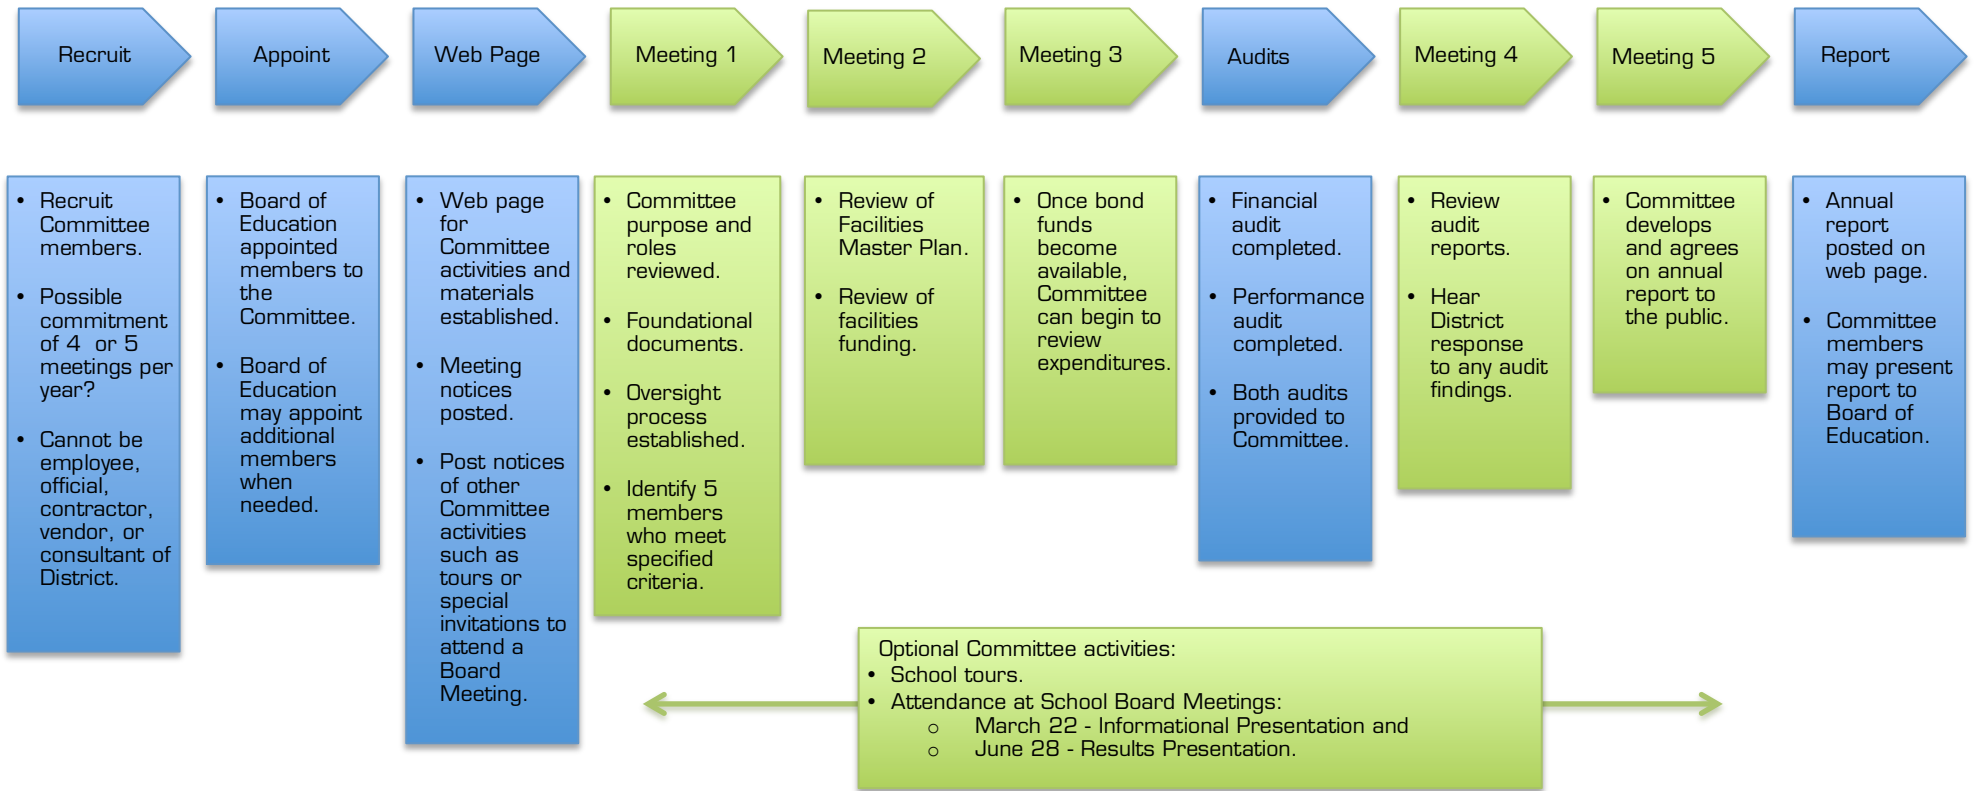 Recruit
Appoint
Web Page
Meeting 1
Meeting 2
Meeting 3
Audits
Meeting 4
Meeting 5
Report
• Recruit
Committee
members.
• Possible
commitment
of 4  or 5
meetings per
year?
• Cannot be
employee,
official,
contractor,
vendor, or
consultant of
District.
• Board of
Education
appointed
members to
the
Committee.
• Board of
Education
may appoint
additional
members
when
needed.
• Web page
for
Committee
activities and
materials
established.
• Meeting
notices
posted.
• Post notices
of other
Committee
activities
such as
tours or
special
invitations to
attend a
Board
Meeting.
• Committee
purpose and
roles
reviewed.
• Foundational
documents.
• Oversight
process
established.
• Identify 5
members
who meet
specified
criteria.
• Review of
Facilities
Master Plan.
• Review of
facilities
funding.
• Once bond
funds
become
available,
Committee
can begin to
review
expenditures.
• Financial
audit
completed.
• Performance
audit
completed.
• Both audits
provided to
Committee.
• Review
audit
reports.
• Hear
District
response
to any audit
findings.
• Committee
develops
and agrees
on annual
report to
the public.
• Annual
report
posted on
web page.
• Committee
members
may present
report to
Board of
Education.
Optional Committee activities:
• School tours.
• Attendance at School Board Meetings:
o March 22 - Informational Presentation and
o June 28 - Results Presentation.